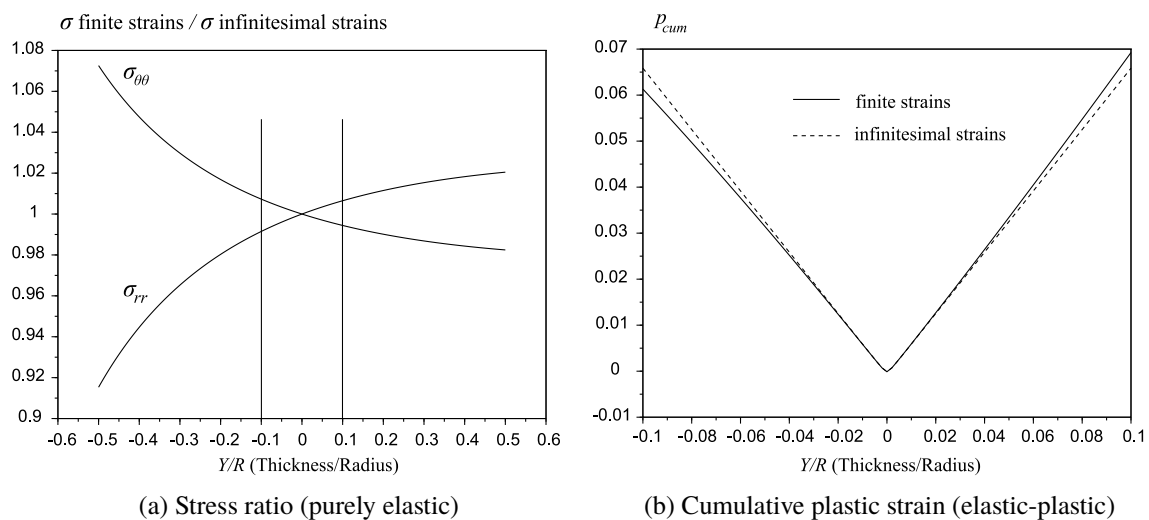 σ finite strains / σ infinitesimal strains
1.08
1.06
1.04
1.02
1
0.98
0.96
0.94
0.92
0.9
σθθ
σrr
-0.6 -0.5 -0.4 -0.3 -0.2 -0.1 0 0.1 0.2 0.3 0.4 0.5 0.6
Y/R (Thickness/Radius)
(a) Stress ratio (purely elastic)
pcum
0.07
0.06
0.05
0.04
0.03
0.02
0.01
0
-0.01
finite strains
infinitesimal strains
-0.1 -0.08 -0.06 -0.04 -0.02 0 0.02 0.04 0.06 0.08 0.1
Y/R (Thickness/Radius)
(b) Cumulative plastic strain (elastic-plastic)